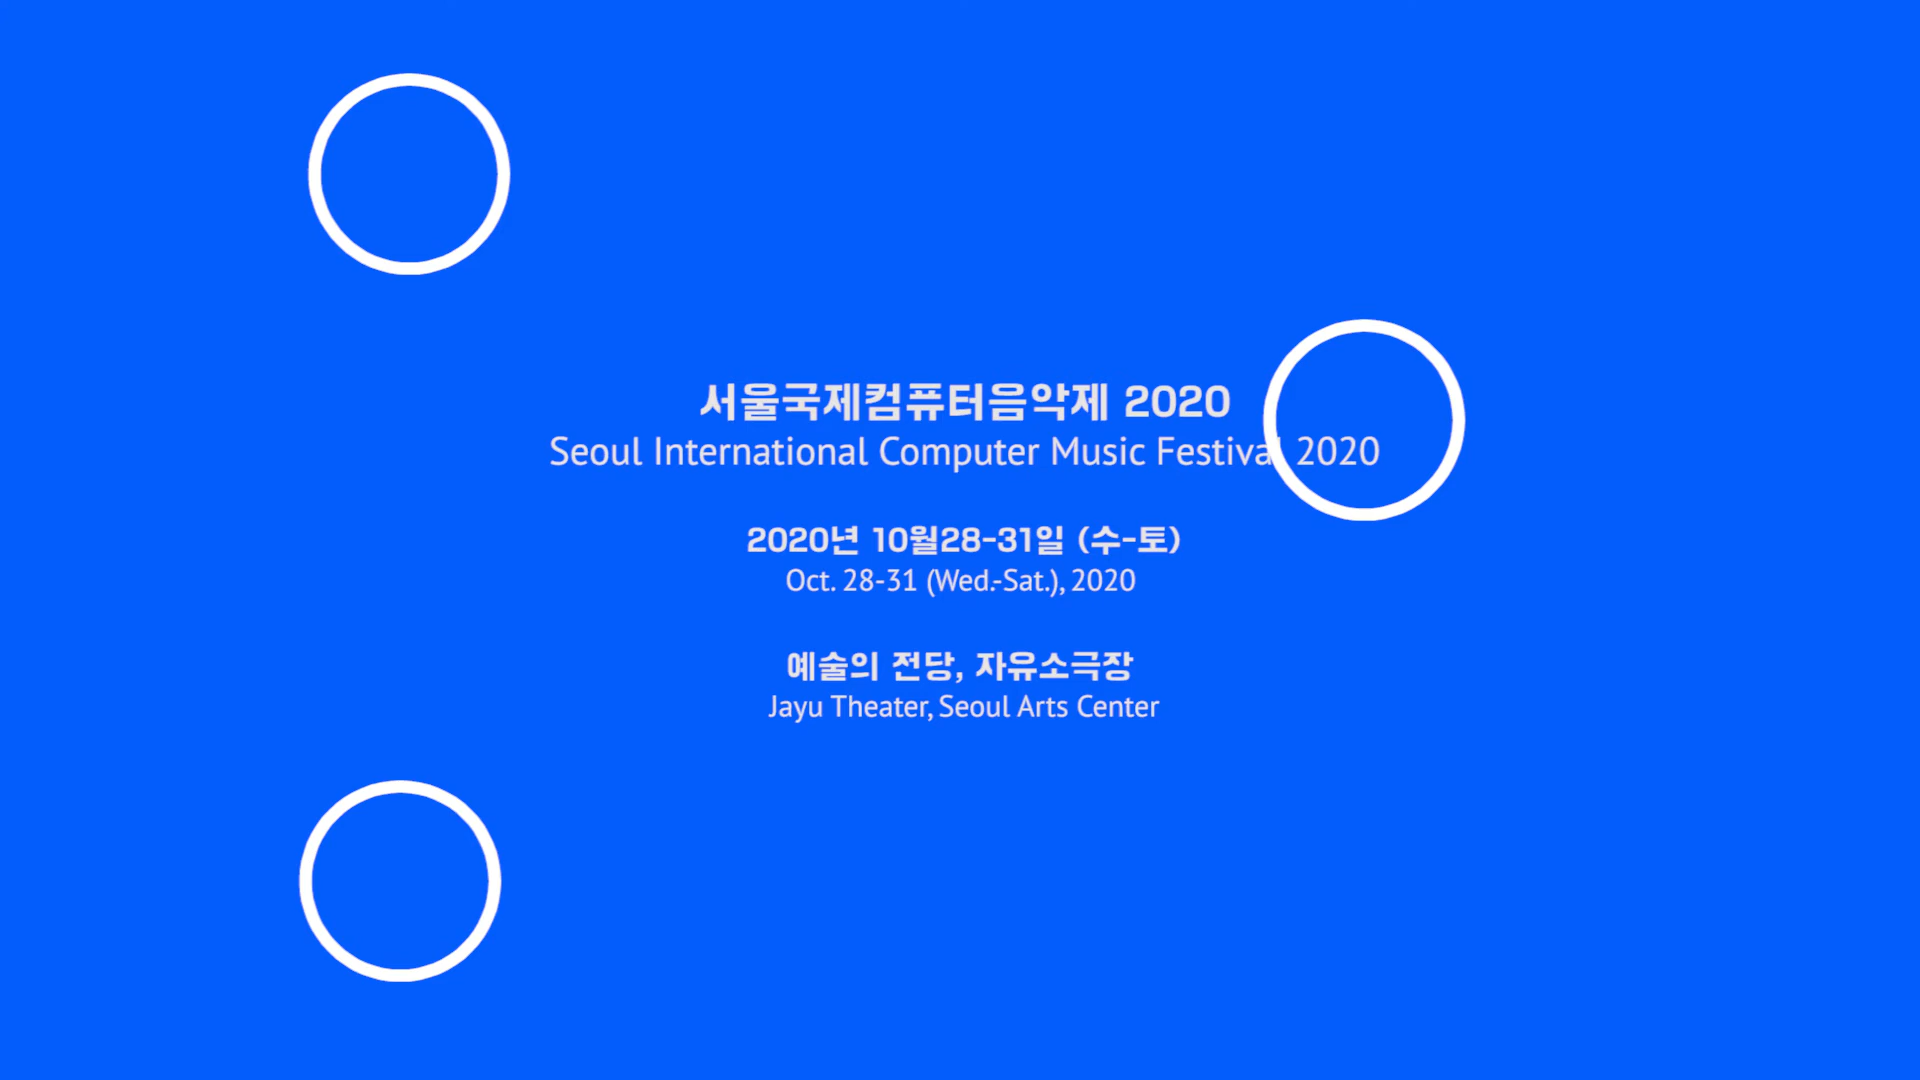 서울국제컴퓨터음악제 2020
Seoul International Computer Music Festival 2020
2020년 10월28-31일 (수-토)
Oct. 28-31 (Wed.-Sat.), 2020
예술의 전당, 자유소극장
Jayu Theater, Seoul Arts Center